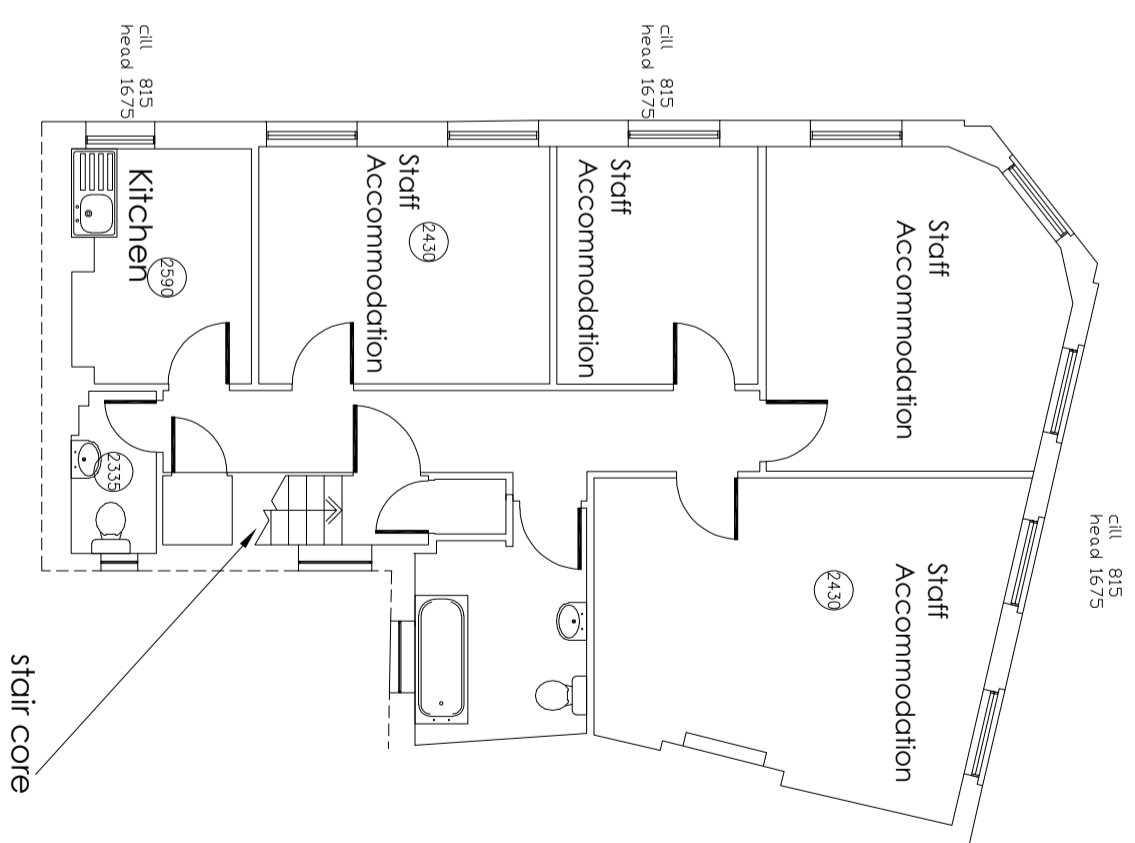 cill 815
head 1675
cill 815
head 1675
cill 815
head 1675
Kitchen
2590
Staff
Accommodation
2430
Staff
Accommodation
Staff
Accommodation
Staff
Accommodation
2430
2335
stair core